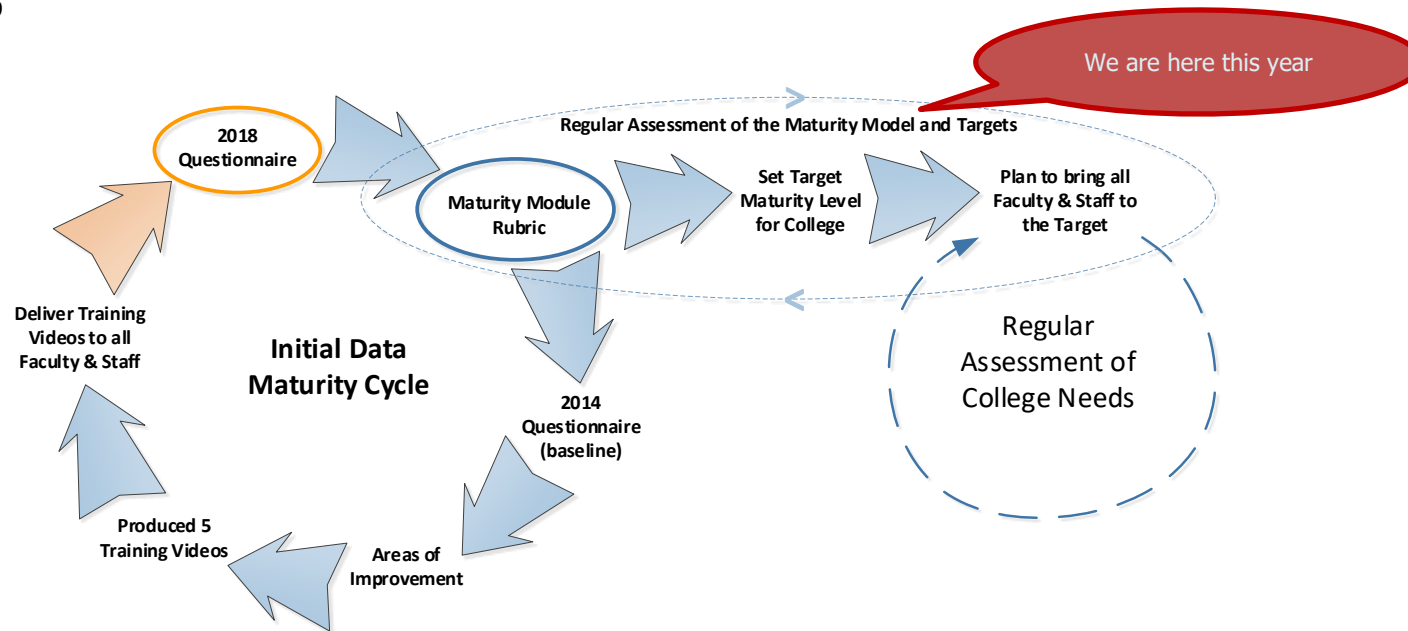 We are here this year
2018
Questionnaire
Regular Assessment of the Maturity Model and Targets
Maturity Module
Rubric
Set Target
Maturity Level
for College
Plan to bring all
Faculty & Staff to
the Target
Deliver Training
Videos to all
Faculty & Staff
Initial Data
Maturity Cycle
Regular
Assessment of
College Needs
2014
Questionnaire
(baseline)
Produced 5
Training Videos
Areas of
Improvement